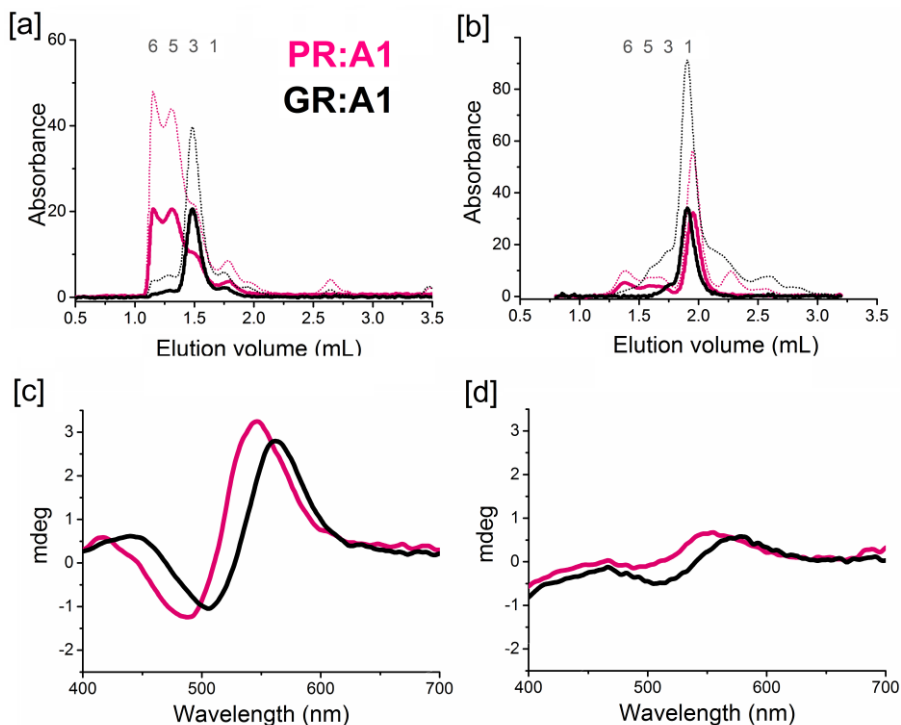 [a]
6 5 3 1
PR:A1
GR:A1
Absorbance
60
40
20
0
0.5 1.0 1.5 2.0 2.5 3.0 3.5
Elution volume (mL)
[b]
6 5 3 1
Absorbance
80
60
40
20
0
0.5 1.0 1.5 2.0 2.5 3.0 3.5
Elution volume (mL)
[c]
mdeg
3
2
1
0
-1
-2
400 500 600 700
Wavelength (nm)
[d]
mdeg
3
2
1
0
-1
-2
400 500 600 700
Wavelength (nm)